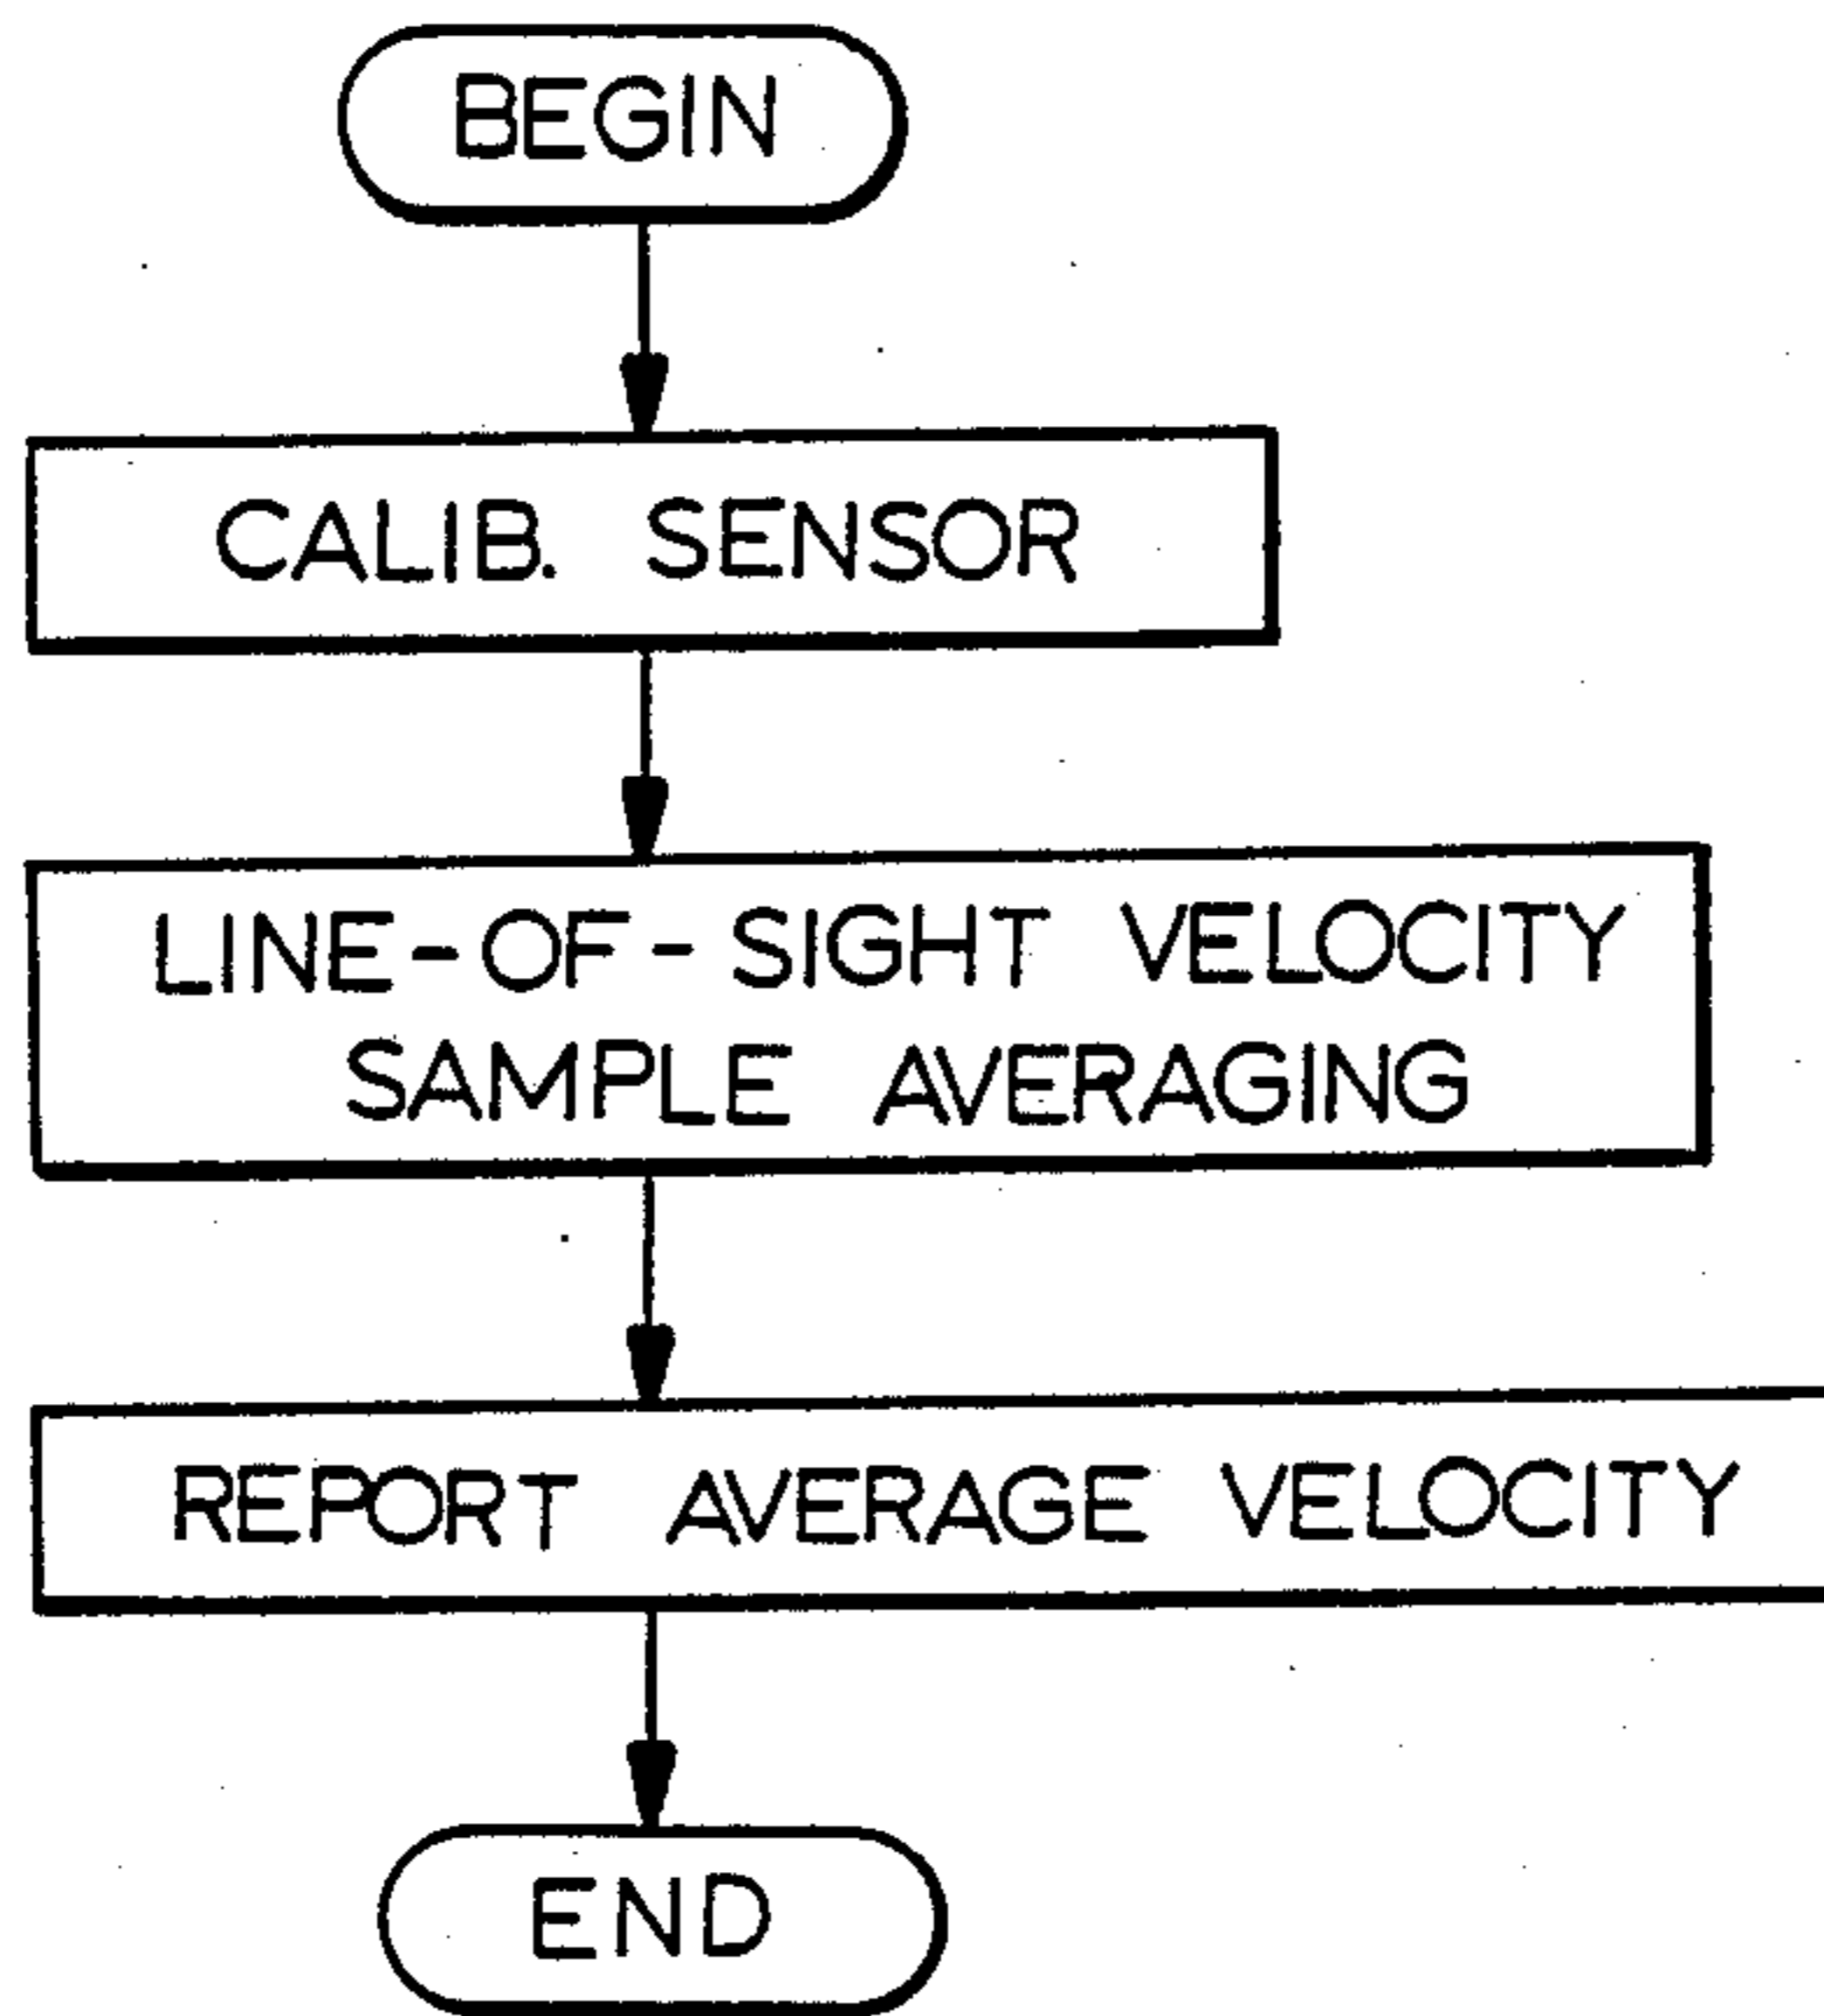 BEGIN
CALIB. SENSOR
LINE-OF-SIGHT VELOCITY
SAMPLE AVERAGING
REPORT AVERAGE VELOCITY
END